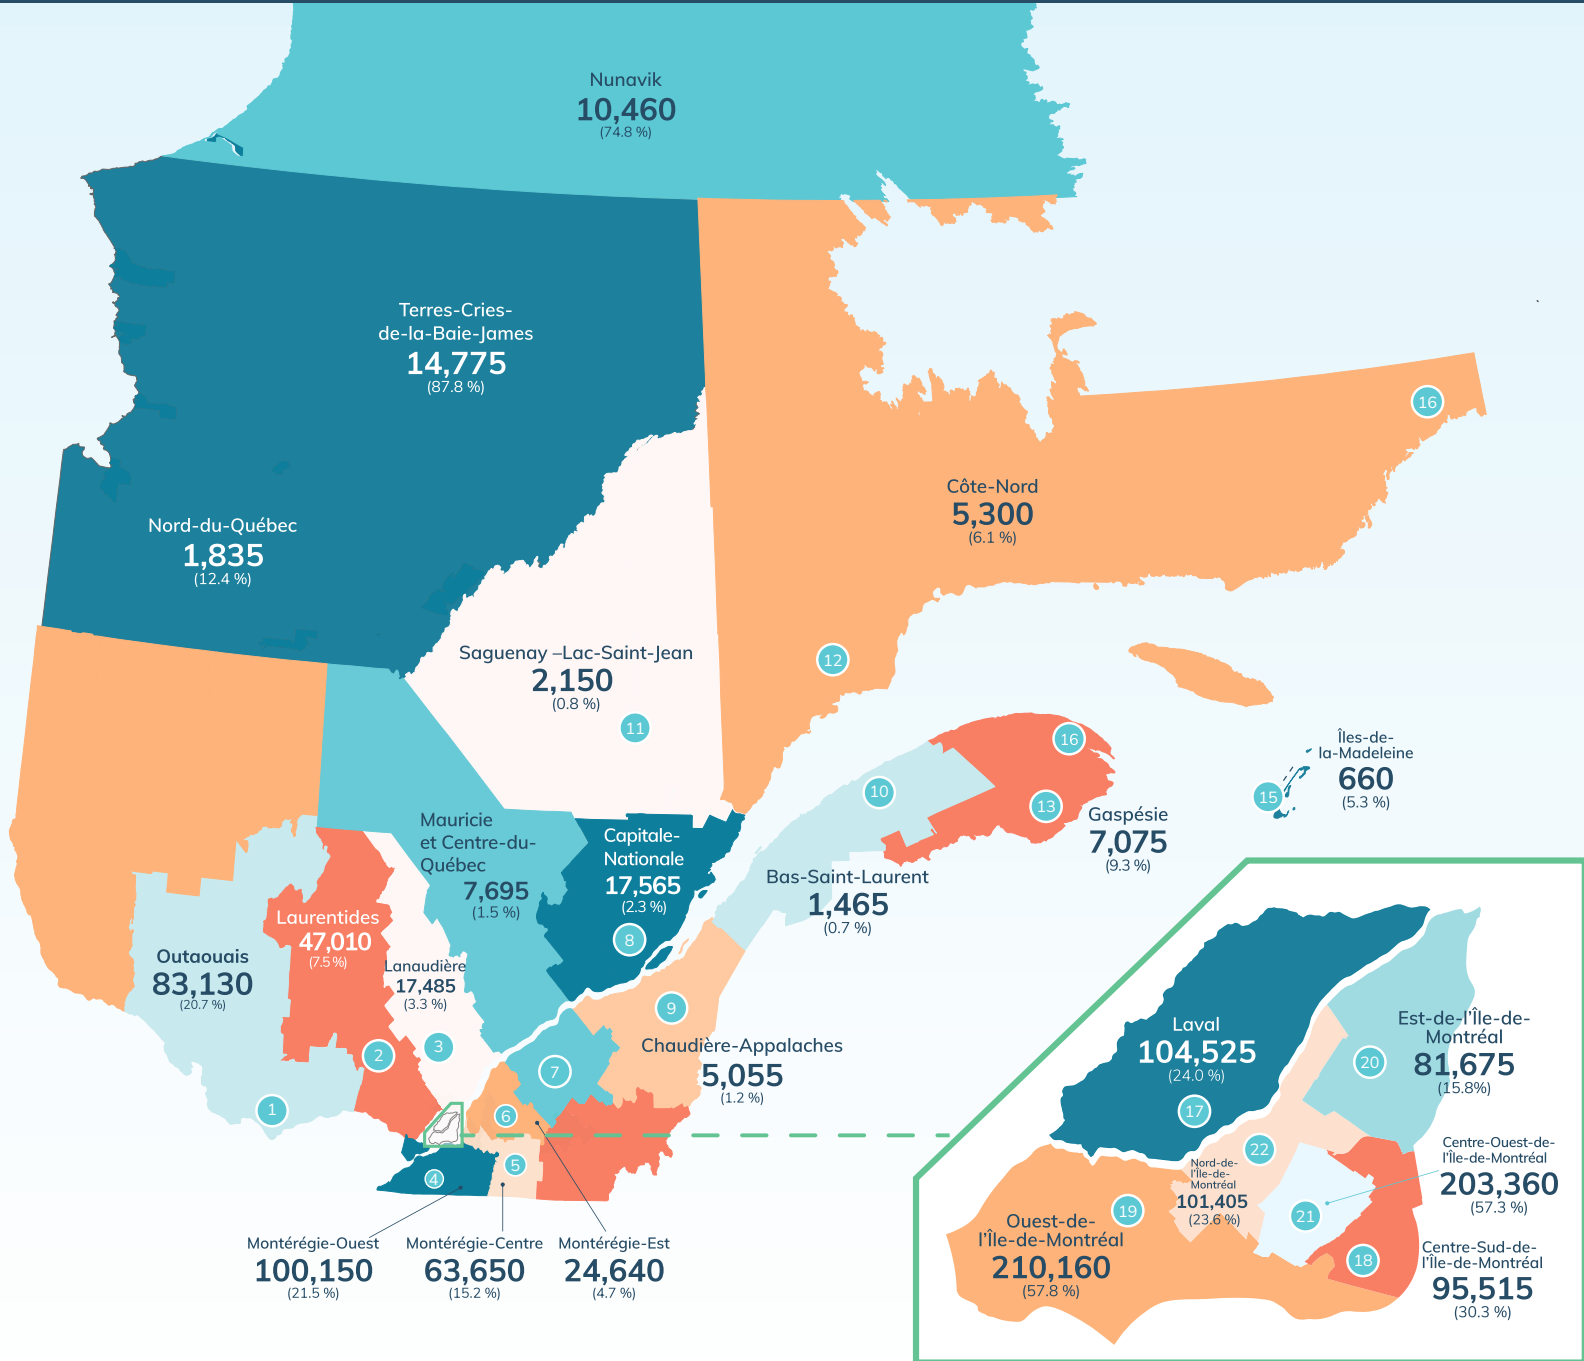 Nunavik
10,460
(74.8 %)
Terres-Cries-
de-la-Baie-James
14,775
(87.8 %)
16
Côte-Nord
5,300
(6.1 %)
Nord-du-Québec
1,835
(12.4 %)
Saguenay –Lac-Saint-Jean
2,150
(0.8 %)
11
12
16
Îles-de-
la-Madeleine
660
(5.3 %)
15
10
13
Gaspésie
7,075
(9.3 %)
Mauricie
et Centre-du-
Québec
7,695
(1.5 %)
Capitale-
Nationale
17,565
(2.3 %)
8
Bas-Saint-Laurent
1,465
(0.7 %)
Laurentides
47,010
(7.5 %)
Outaouais
83,130
(20.7 %)
Lanaudière
17,485
(3.3 %)
9
Chaudière-Appalaches
5,055
(1.2 %)
3
2
7
1
6
5
4
Montérégie-Ouest
100,150
(21.5 %)
Montérégie-Centre
63,650
(15.2 %)
Montérégie-Est
24,640
(4.7 %)
Laval
104,525
(24.0 %)
17
Est-de-l’Île-de-
Montréal
81,675
(15.8%)
20
22
Nord-de-
l’Île-de-
Montréal
101,405
(23.6 %)
Centre-Ouest-de-
l’Île-de-Montréal
203,360
(57.3 %)
21
19
Ouest-de-
l’Île-de-Montréal
210,160
(57.8 %)
18
Centre-Sud-de-
l’Île-de-Montréal
95,515
(30.3 %)